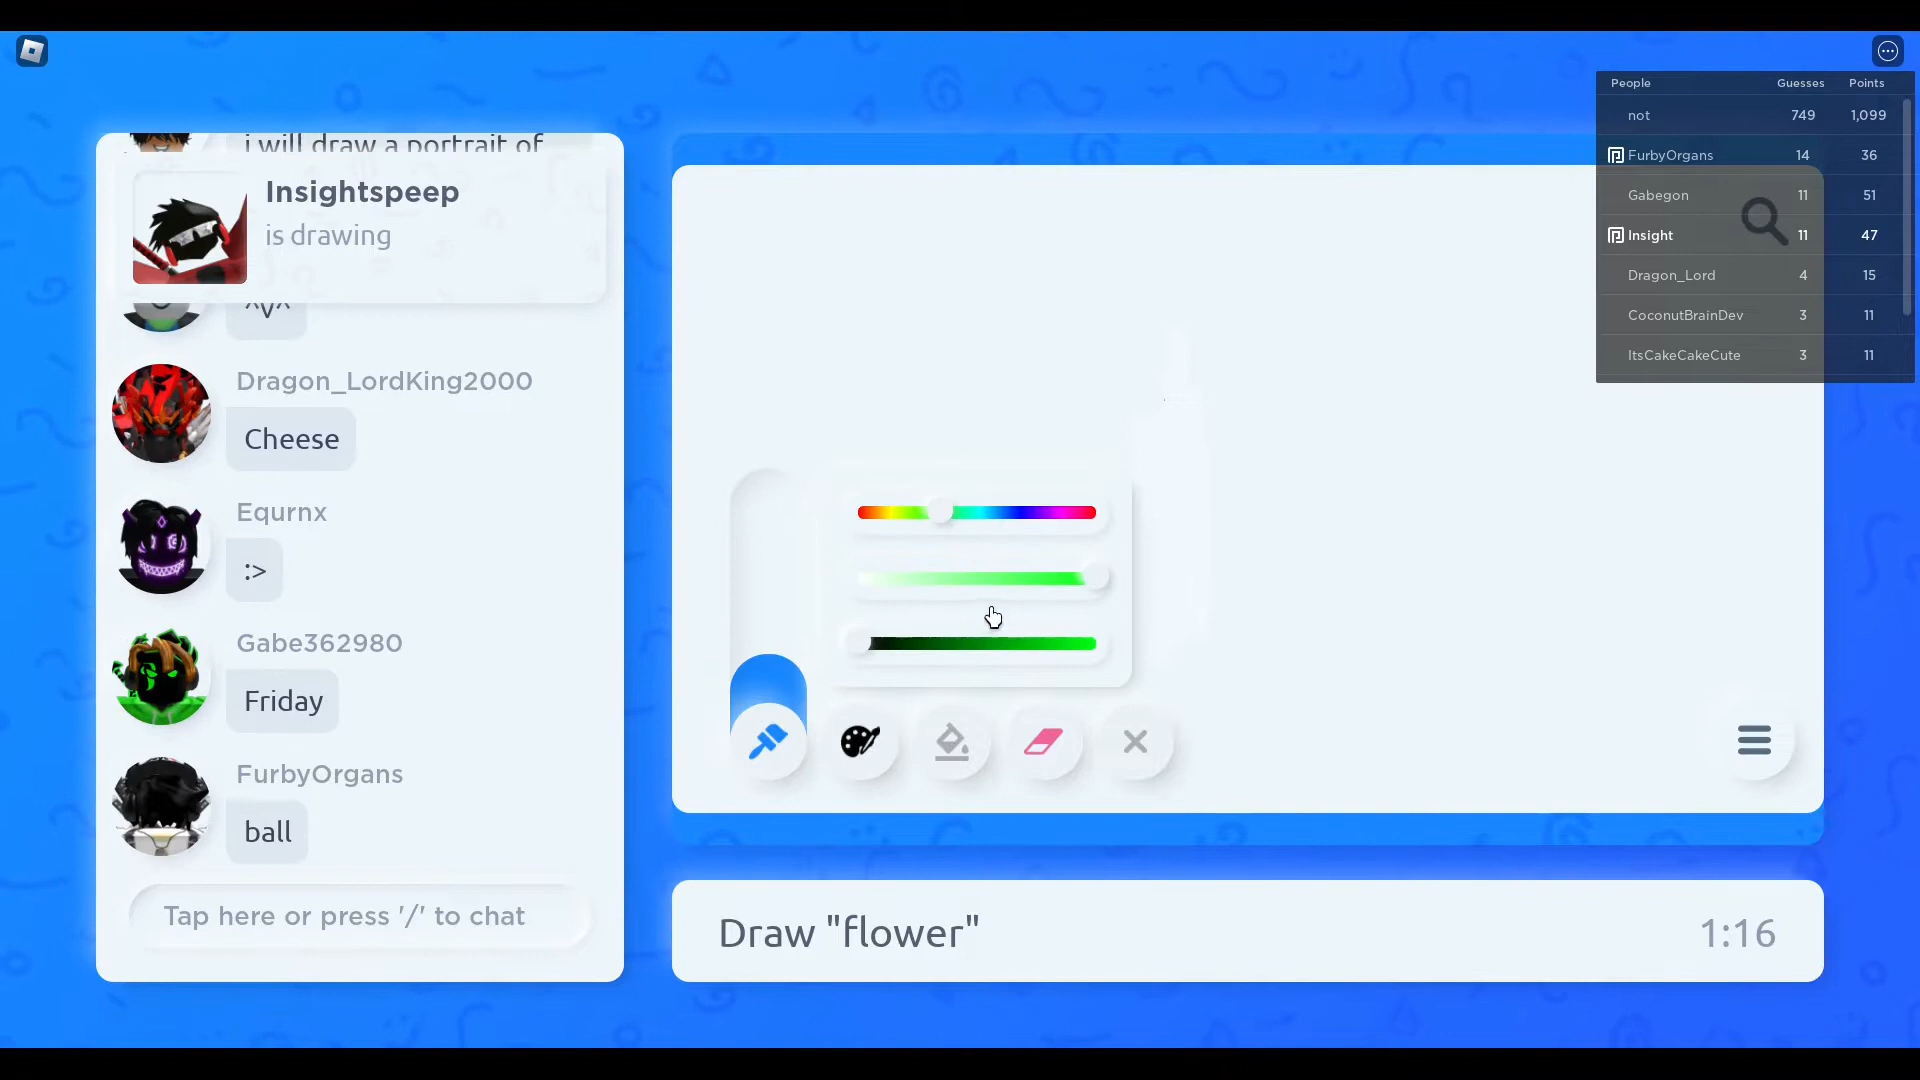 i will draw a portrait of
Insightspeep
is drawing
^v^
Dragon_LordKing2000
Cheese
Equrnx
:>
Gabe362980
Friday
FurbyOrgans
ball
Tap here or press '/' to chat
Draw "flower"
1:16
People Guesses Points
not 749 1,099
FurbyOrgans 14 36
Gabegon 11 51
Insight 11 47
Dragon_Lord 4 15
CoconutBrainDev 3 11
ItsCakeCakeCute 3 11